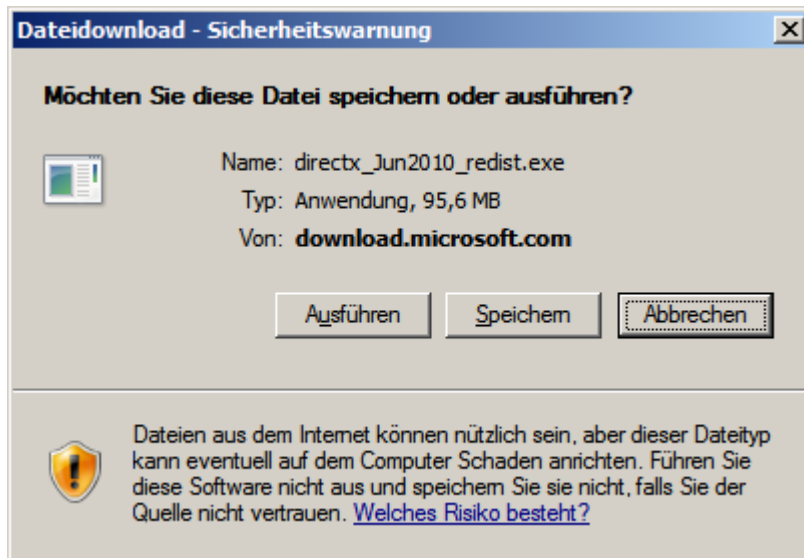 Dateidownload - Sicherheitswarnung
Möchten Sie diese Datei speichern oder ausführen?
Name: directx_Jun2010_redist.exe
Typ: Anwendung, 95,6 MB
Von: download.microsoft.com
Ausführen Speichern Abbrechen
Dateien aus dem Internet können nützlich sein, aber dieser Dateityp
kann eventuell auf dem Computer Schaden anrichten. Führen Sie
diese Software nicht aus und speichern Sie sie nicht, falls Sie der
Quelle nicht vertrauen. Welches Risiko besteht?